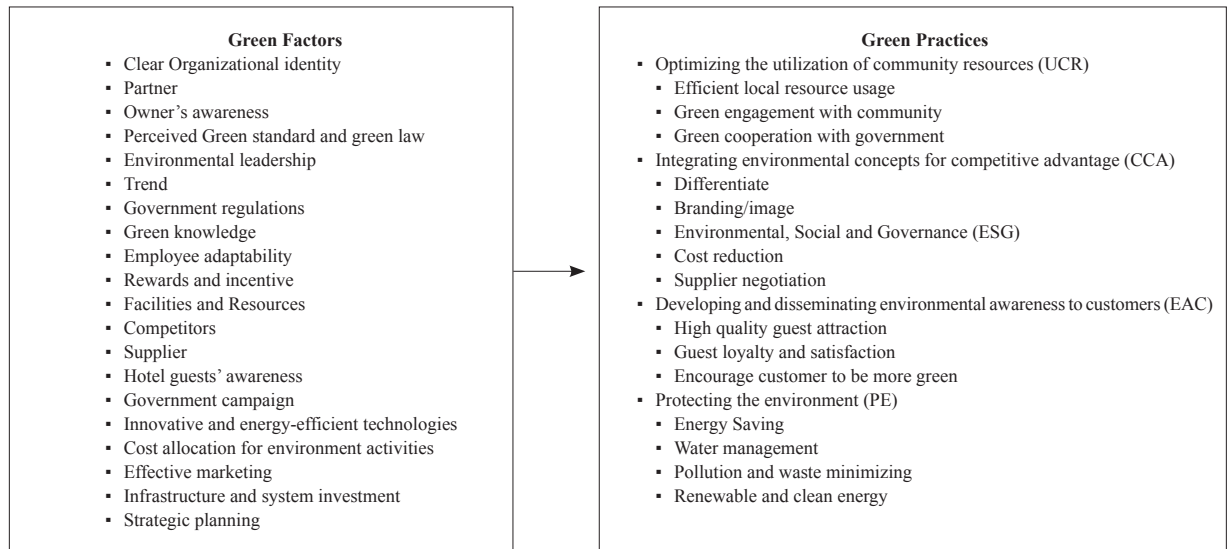 Green Factors
▪ Clear Organizational identity
▪ Partner
▪ Owner’s awareness
▪ Perceived Green standard and green law
▪ Environmental leadership
▪ Trend
▪ Government regulations
▪ Green knowledge
▪ Employee adaptability
▪ Rewards and incentive
▪ Facilities and Resources
▪ Competitors
▪ Supplier
▪ Hotel guests’ awareness
▪ Government campaign
▪ Innovative and energy-efficient technologies
▪ Cost allocation for environment activities
▪ Effective marketing
▪ Infrastructure and system investment
▪ Strategic planning
Green Practices
▪ Optimizing the utilization of community resources (UCR)
▪ Efficient local resource usage
▪ Green engagement with community
▪ Green cooperation with government
▪ Integrating environmental concepts for competitive advantage (CCA)
▪ Differentiate
▪ Branding/image
▪ Environmental, Social and Governance (ESG)
▪ Cost reduction
▪ Supplier negotiation
▪ Developing and disseminating environmental awareness to customers (EAC)
▪ High quality guest attraction
▪ Guest loyalty and satisfaction
▪ Encourage customer to be more green
▪ Protecting the environment (PE)
▪ Energy Saving
▪ Water management
▪ Pollution and waste minimizing
▪ Renewable and clean energy